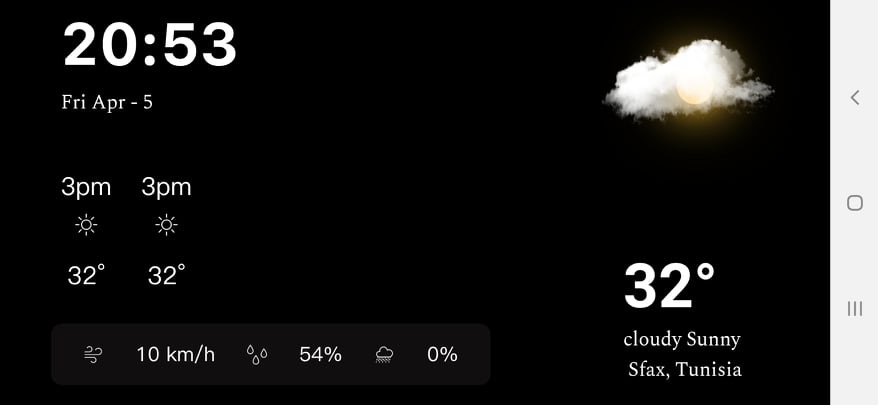 20:53
Fri Apr - 5
3pm 3pm
32° 32°
10 km/h 54% 0%
32°
cloudy Sunny
Sfax, Tunisia